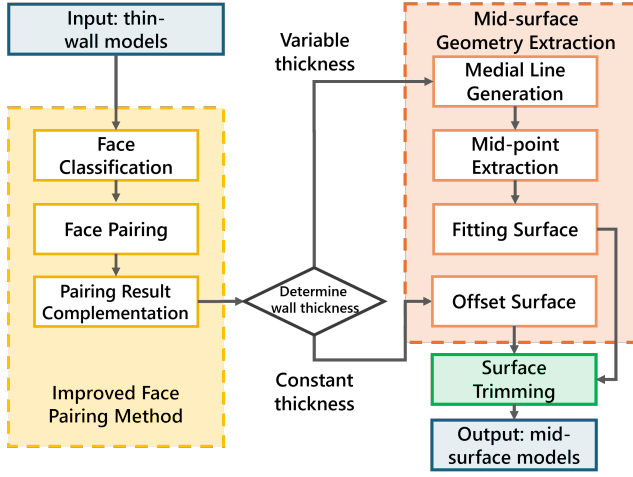 Input: thin-
wall models
Face
Classification
Face Pairing
Pairing Result
Complementation
Improved Face
Pairing Method
Determine
wall thickness
Variable
thickness
Constant
thickness
Mid-surface
Geometry Extraction
Medial Line
Generation
Mid-point
Extraction
Fitting Surface
Offset Surface
Surface
Trimming
Output: mid-
surface models